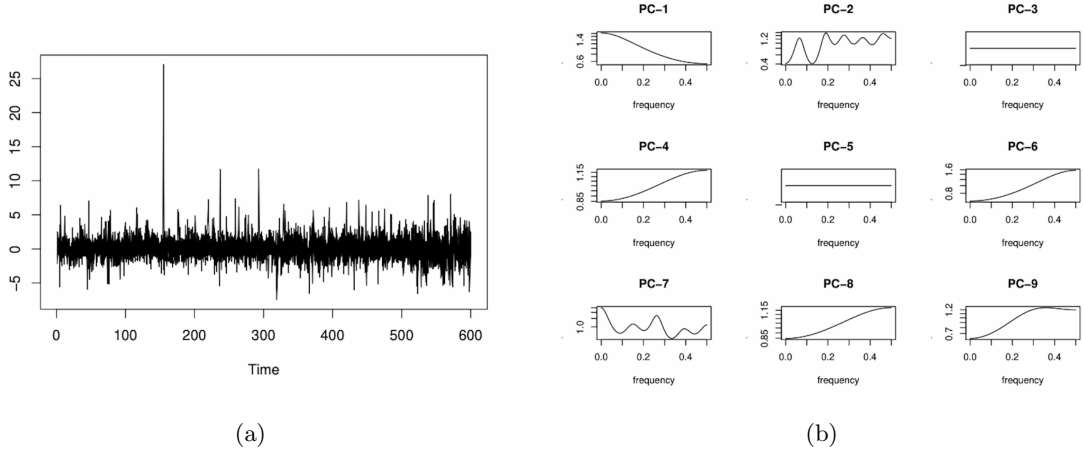 25
20
15
10
5
0
−5
0 100 200 300 400 500 600
Time
(a)
PC−1 PC−2 PC−3
1.4 1.2
0.6 0.4
0.0 0.2 0.4 0.0 0.2 0.4 0.0 0.2 0.4
frequency frequency frequency
PC−4 PC−5 PC−6
1.15 1.6
0.85 0.8
0.0 0.2 0.4 0.0 0.2 0.4 0.0 0.2 0.4
frequency frequency frequency
PC−7 PC−8 PC−9
1.0 1.15 1.2
0.85 0.7
0.0 0.2 0.4 0.0 0.2 0.4 0.0 0.2 0.4
frequency frequency frequency
(b)